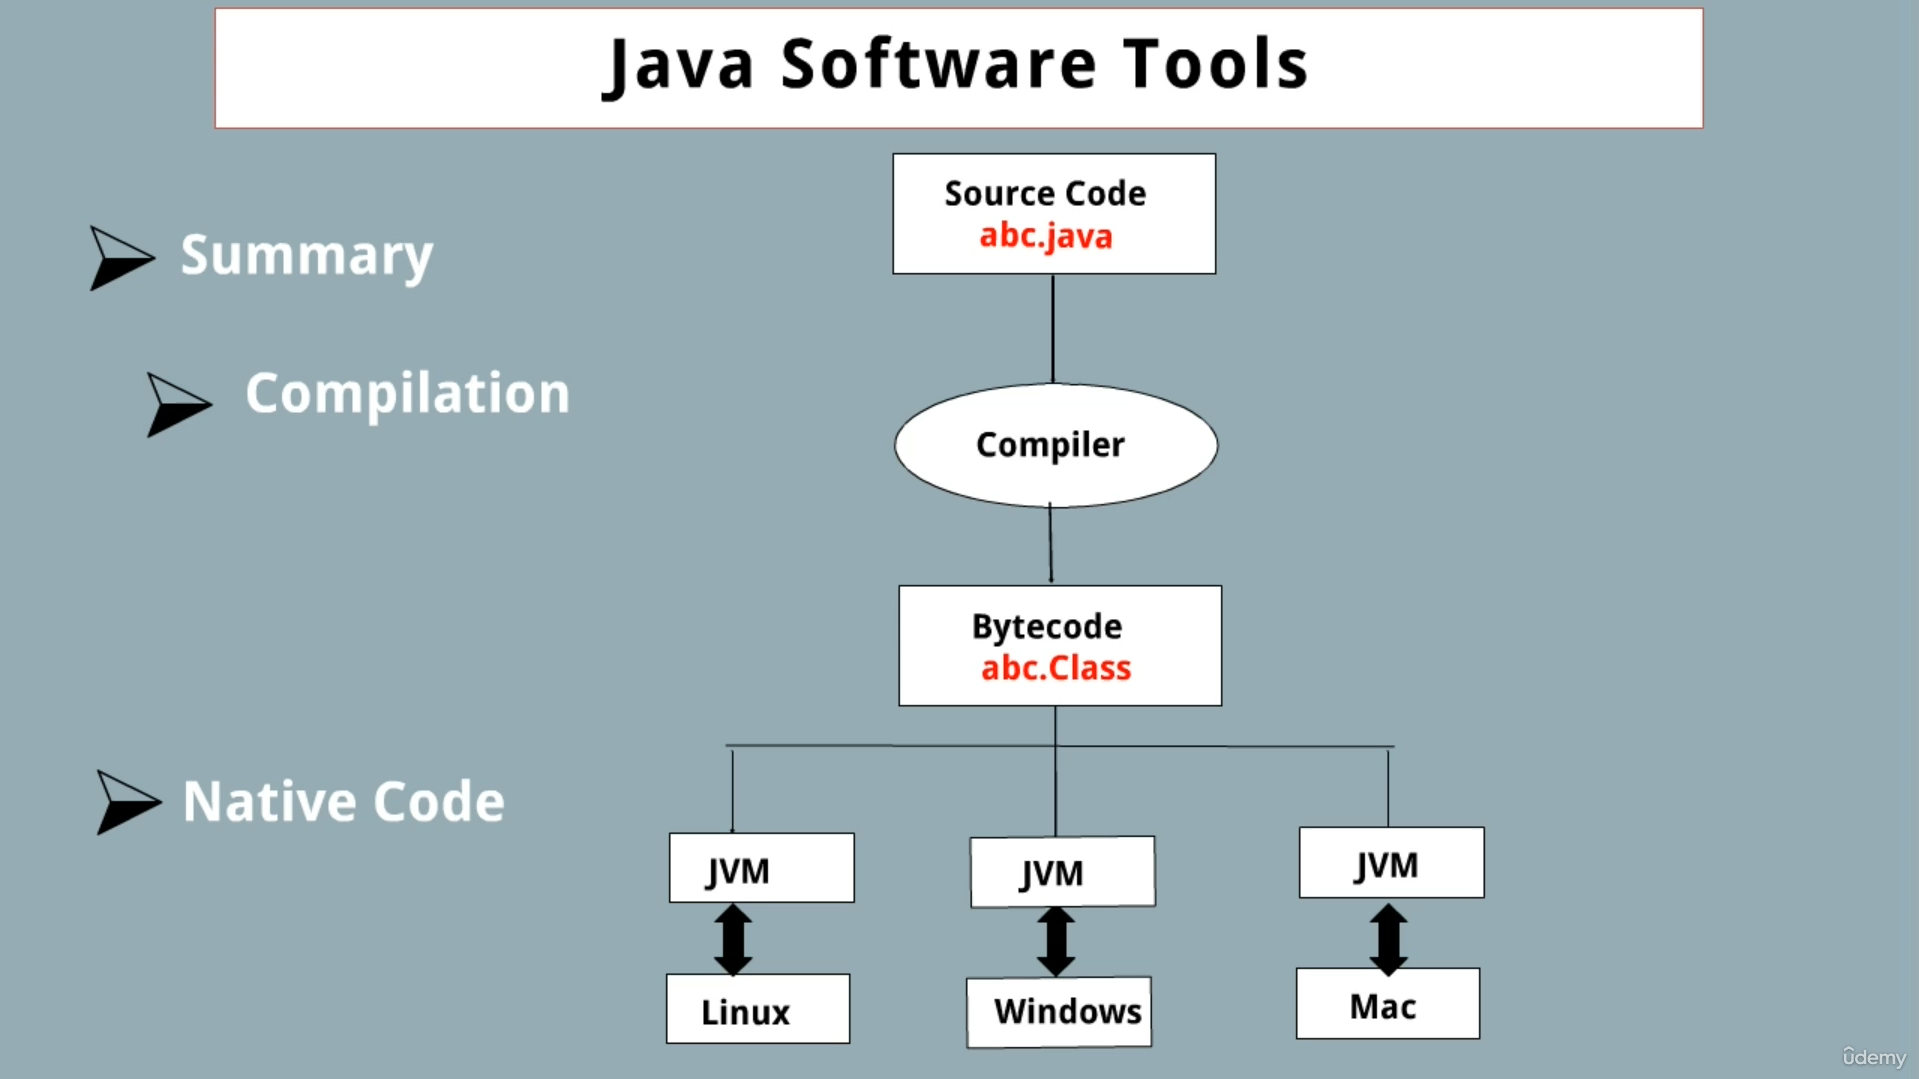 Java Software Tools
Summary
Compilation
Native Code
Source Code
abc.java
Compiler
Bytecode
abc.Class
JVM
JVM
JVM
Linux
Windows
Mac
ûdemy